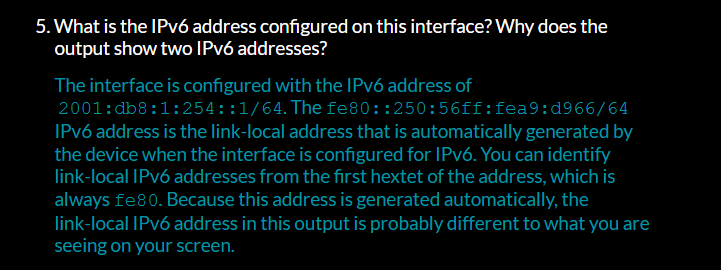 5. What is the IPv6 address configured on this interface? Why does the
output show two IPv6 addresses?
The interface is configured with the IPv6 address of
2001:db8:1:254::1/64. The fe80::250:56ff:fea9:d966/64
IPv6 address is the link-local address that is automatically generated by
the device when the interface is configured for IPv6. You can identify
link-local IPv6 addresses from the first hextet of the address, which is
always fe80. Because this address is generated automatically, the
link-local IPv6 address in this output is probably different to what you are
seeing on your screen.